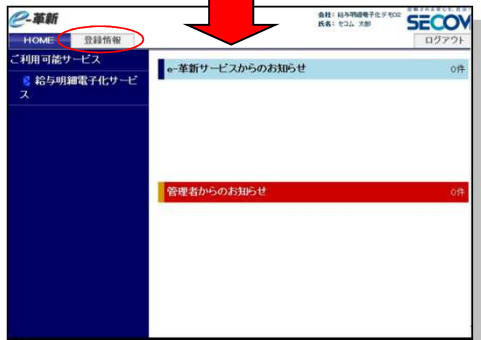 e-革新
会社: 給与明細電子化デモ02
氏名: セコム 太郎
SECOM
HOME
登録情報
ログアウト
ご利用可能サービス
給与明細電子化サービ
ス
e-革新サービスからのお知らせ
0件
管理者からのお知らせ
0件